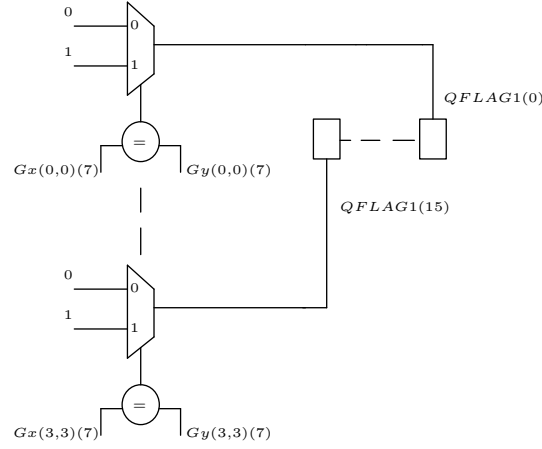 0
0
1
1
QFLAG1(0)
=
Gx(0,0)(7)
Gy(0,0)(7)
QFLAG1(15)
0
0
1
1
=
Gx(3,3)(7)
Gy(3,3)(7)